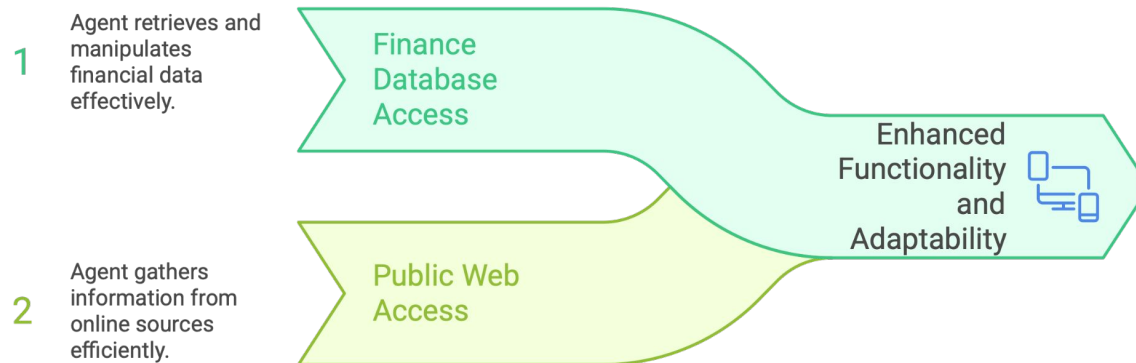 1
Agent retrieves and
manipulates
financial data
effectively.
Finance
Database
Access
Enhanced
Functionality
and
Adaptability
2
Agent gathers
information from
online sources
efficiently.
Public Web
Access